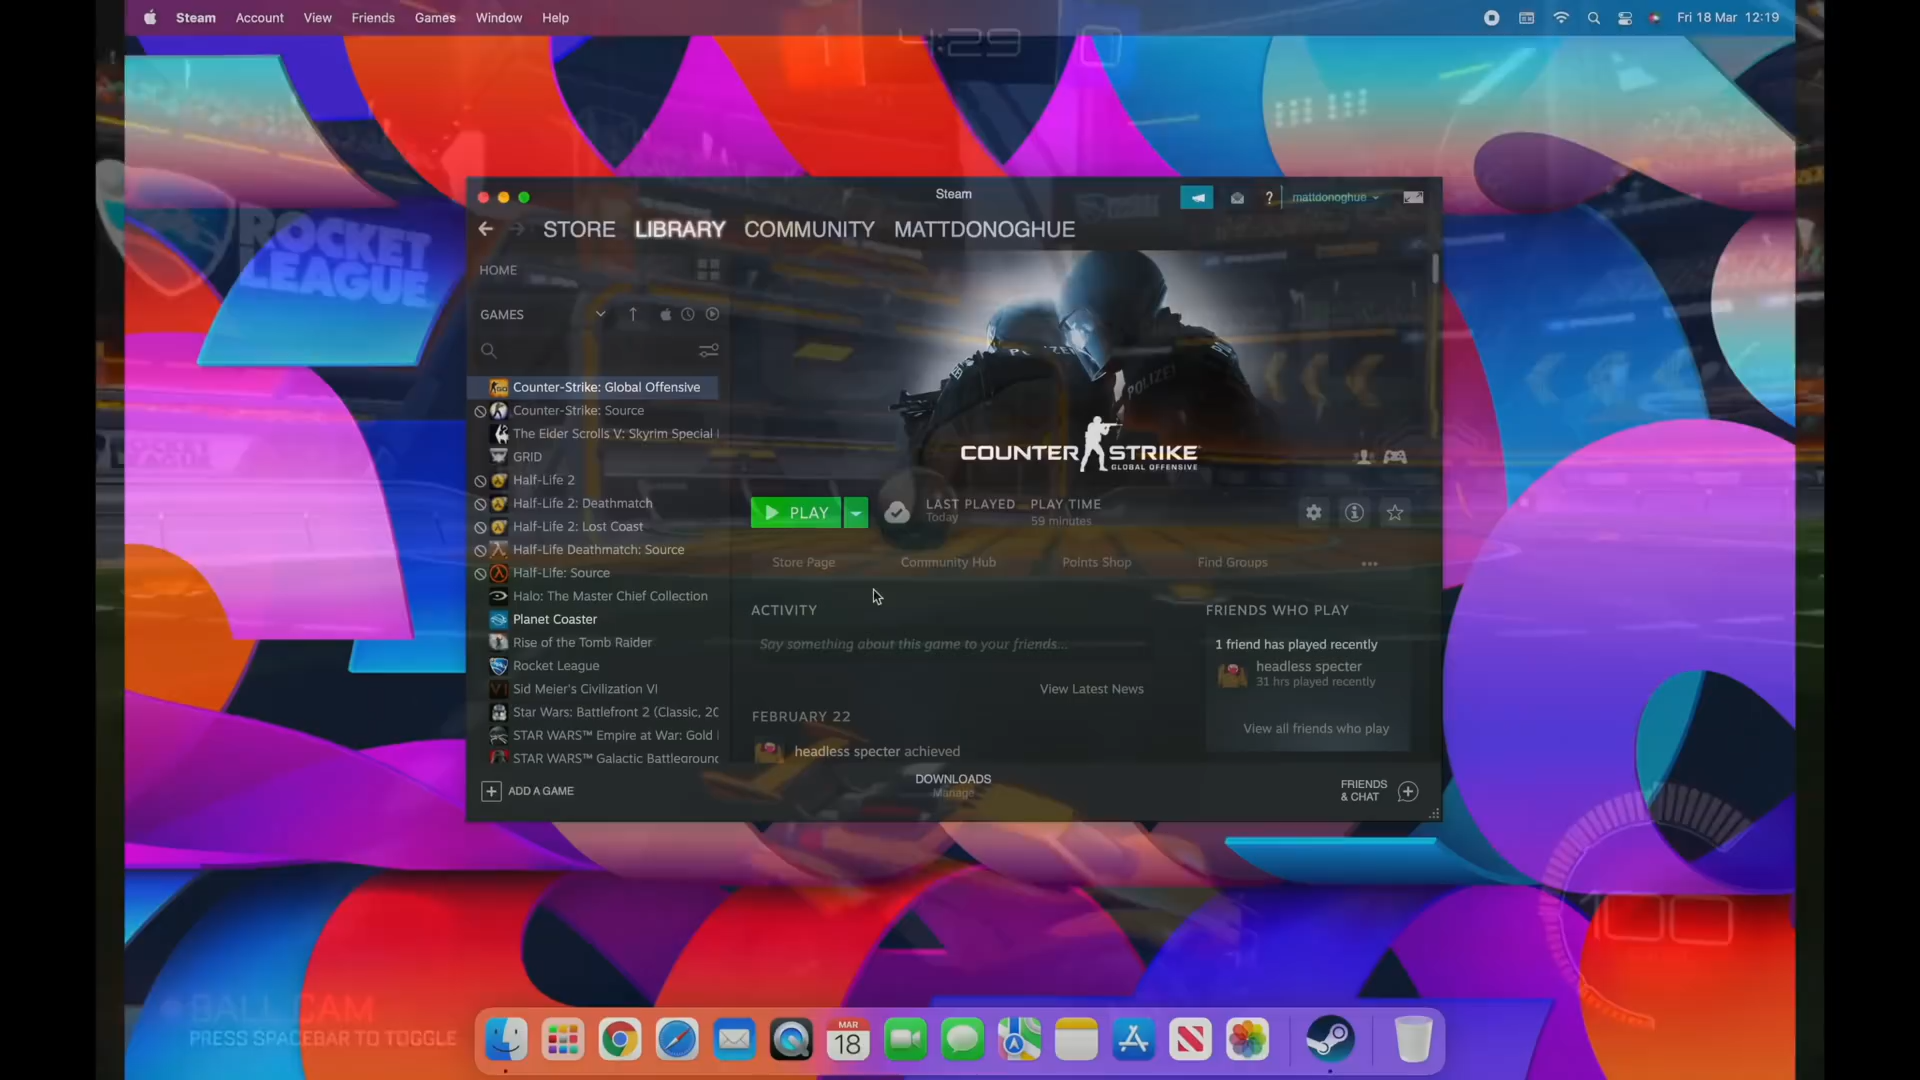 Steam Account View Friends Games Window Help
Fri 18 Mar 12:19
1 4:29 0
ROCKET
LEAGUE
Steam
mattdonoghue
STORE LIBRARY COMMUNITY MATTDONOGHUE
HOME
GAMES
Counter-Strike: Global Offensive
Counter-Strike: Source
The Elder Scrolls V: Skyrim Special
GRID
Half-Life 2
Half-Life 2: Deathmatch
Half-Life 2: Lost Coast
Half-Life Deathmatch: Source
Half-Life: Source
Halo: The Master Chief Collection
Planet Coaster
Rise of the Tomb Raider
Rocket League
Sid Meier's Civilization VI
Star Wars: Battlefront 2 (Classic, 20
STAR WARS™ Empire at War: Gold
STAR WARS™ Galactic Battleground
ADD A GAME
POLIZEI
COUNTER STRIKE
GLOBAL OFFENSIVE
PLAY
LAST PLAYED
Today
PLAY TIME
59 minutes
Store Page Community Hub Points Shop Find Groups
ACTIVITY
Say something about this game to your friends...
View Latest News
FEBRUARY 22
headless specter achieved
FRIENDS WHO PLAY
1 friend has played recently
headless specter
31 hrs played recently
View all friends who play
DOWNLOADS
Manage
FRIENDS
& CHAT
100
BALL CAM
PRESS SPACEBAR TO TOGGLE
MAR
18